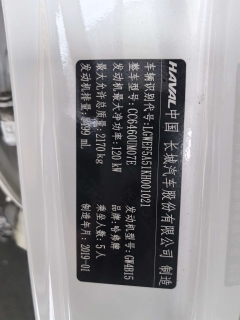 HAVAL 中国 长城汽车股份有限公司 制造
车辆识别代号:LGWEF5A51KH001021
整车型号:CC6460UM07E 发动机型号:GW4B15
发动机最大净功率:120 kW 品牌:哈弗牌
最大允许总质量:2170 kg 乘坐人数:5人
发动机排量:1499 mL 制造年月:2019-01